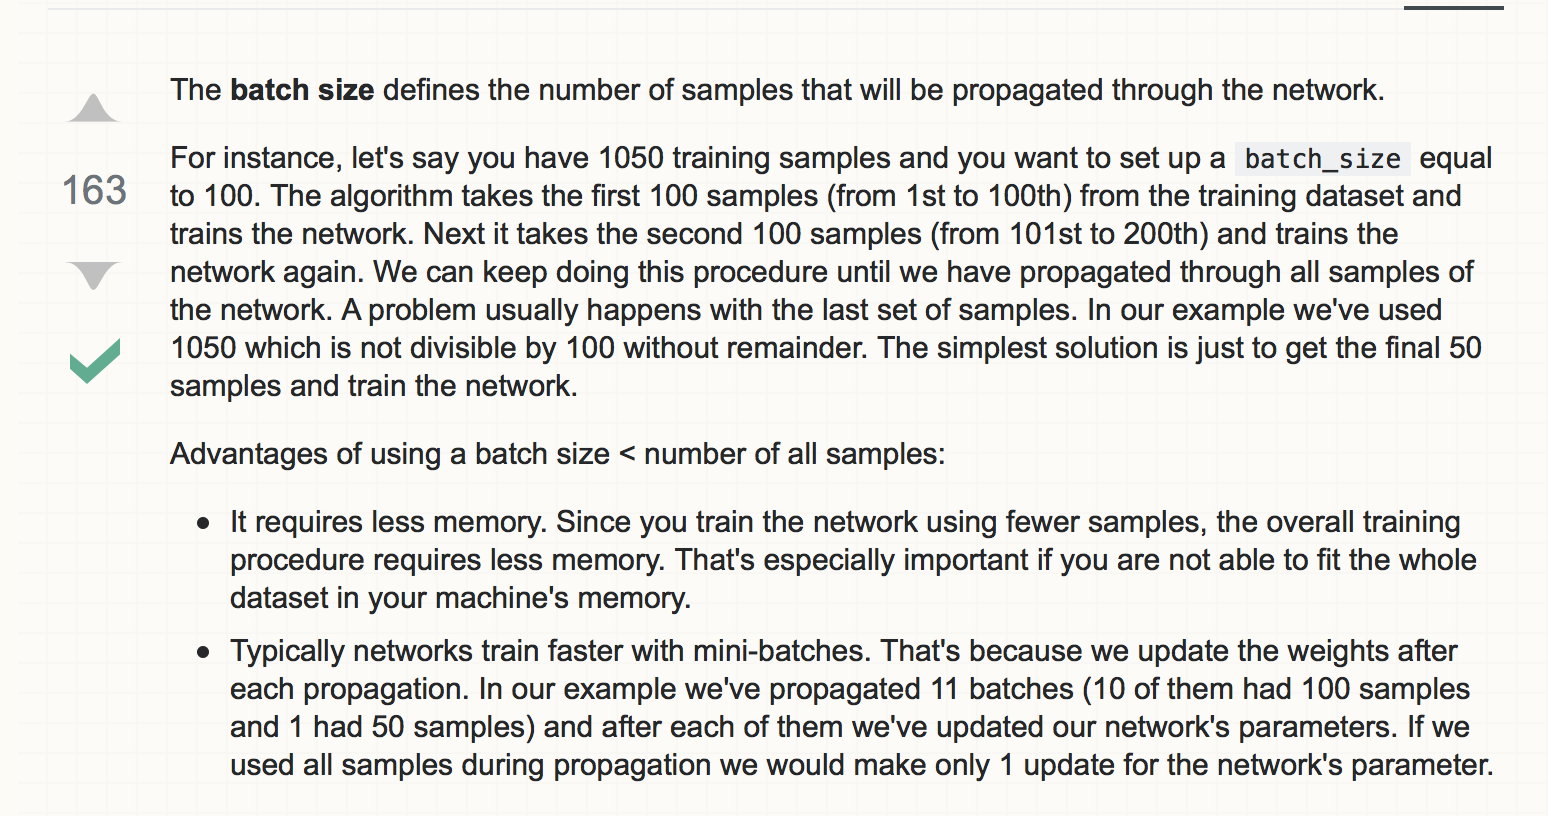 The batch size defines the number of samples that will be propagated through the network.
163
For instance, let's say you have 1050 training samples and you want to set up a batch_size equal
to 100. The algorithm takes the first 100 samples (from 1st to 100th) from the training dataset and
trains the network. Next it takes the second 100 samples (from 101st to 200th) and trains the
network again. We can keep doing this procedure until we have propagated through all samples of
the network. A problem usually happens with the last set of samples. In our example we've used
1050 which is not divisible by 100 without remainder. The simplest solution is just to get the final 50
samples and train the network.
Advantages of using a batch size < number of all samples:
• It requires less memory. Since you train the network using fewer samples, the overall training
procedure requires less memory. That's especially important if you are not able to fit the whole
dataset in your machine's memory.
• Typically networks train faster with mini-batches. That's because we update the weights after
each propagation. In our example we've propagated 11 batches (10 of them had 100 samples
and 1 had 50 samples) and after each of them we've updated our network's parameters. If we
used all samples during propagation we would make only 1 update for the network's parameter.